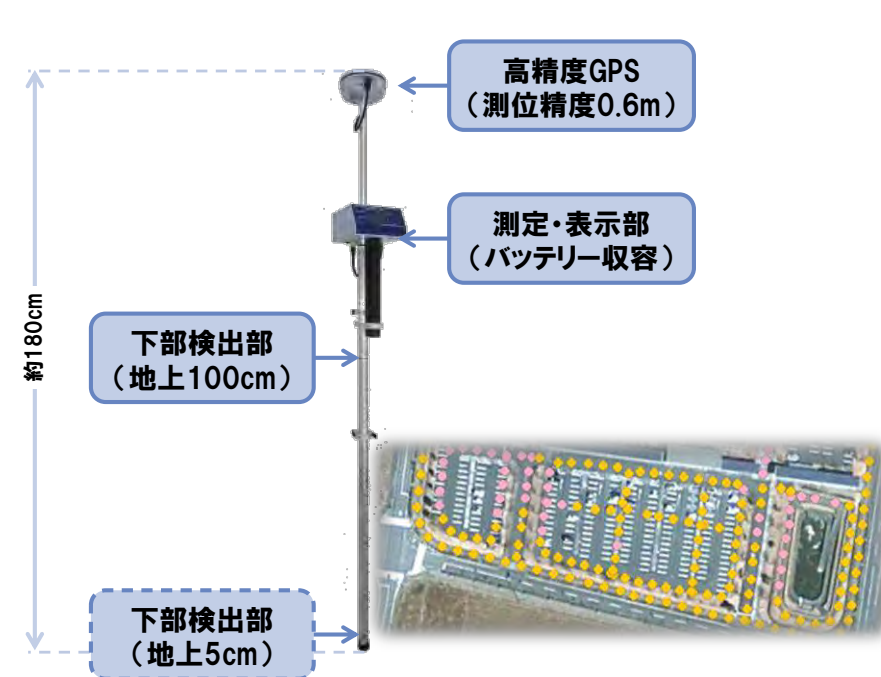 高精度GPS
(測位精度0.6m)
測定・表示部
(バッテリー収容)
約180cm
下部検出部
(地上100cm)
下部検出部
(地上5cm)